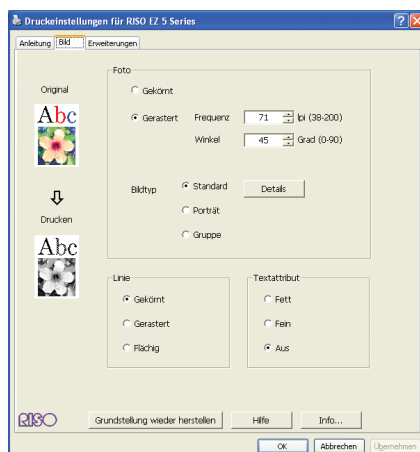 Druckeinstellungen für RISO EZ 5 Series
Anleitung Bild Erweiterungen
Original
Abc
Drucken
Abc
Foto
Gekörnt
Gerastert Frequenz 71 lpi (38-200)
Winkel 45 Grad (0-90)
Bildtyp Standard Details
Porträt
Gruppe
Linie
Gekörnt
Gerastert
Flächig
Textattribut
Fett
Fein
Aus
RISO Grundstellung wieder herstellen Hilfe Info...
OK Abbrechen Übernehmen